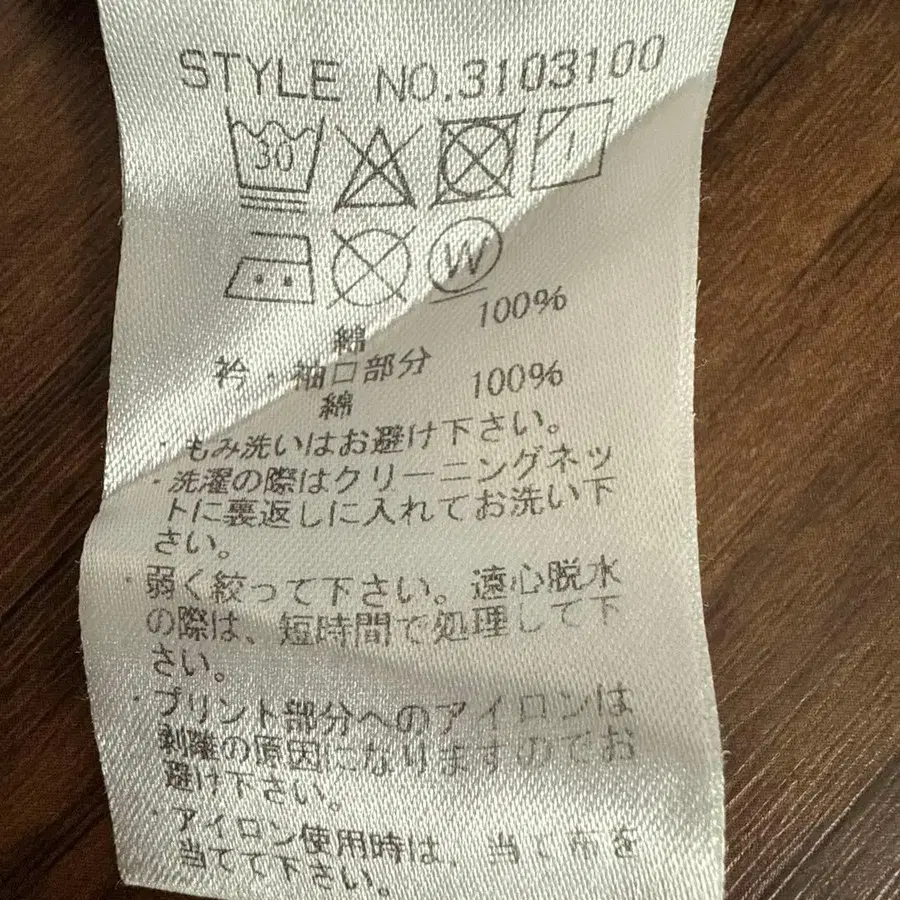 STYLE NO.3103100
30
W
綿 100%
衿・袖口部分
綿 100%
・もみ洗いはお避け下さい。
・洗濯の際はクリーニングネッ
トに裏返しに入れてお洗い下
さい。
・弱く絞って下さい。遠心脱水
の際は、短時間で処理して下
さい。
・プリント部分へのアイロンは
剥離の原因になりますのでお
避け下さい。
・アイロン使用時は、当て布を
当てて下さい。